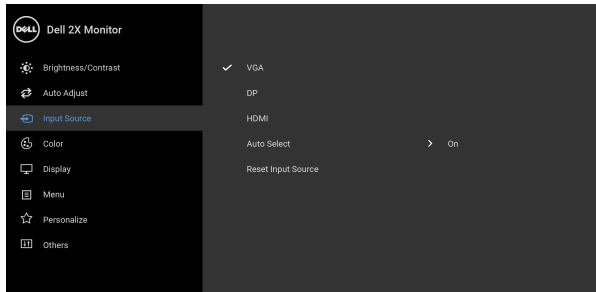 DELL Dell 2X Monitor
Brightness/Contrast VGA
Auto Adjust DP
Input Source HDMI
Color Auto Select On
Display Reset Input Source
Menu
Personalize
Others